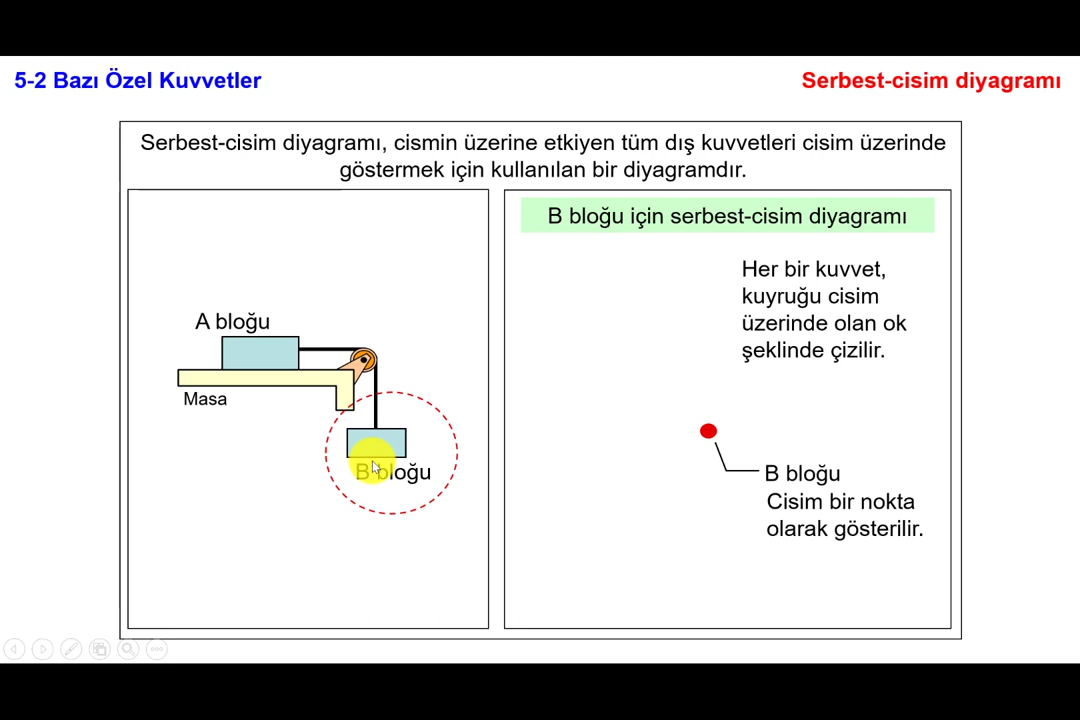 5-2 Bazı Özel Kuvvetler
Serbest-cisim diyagramı
Serbest-cisim diyagramı, cismin üzerine etkiyen tüm dış kuvvetleri cisim üzerinde
göstermek için kullanılan bir diyagramdır.
A bloğu
Masa
B bloğu
B bloğu için serbest-cisim diyagramı
Her bir kuvvet,
kuyruğu cisim
üzerinde olan ok
şeklinde çizilir.
B bloğu
Cisim bir nokta
olarak gösterilir.